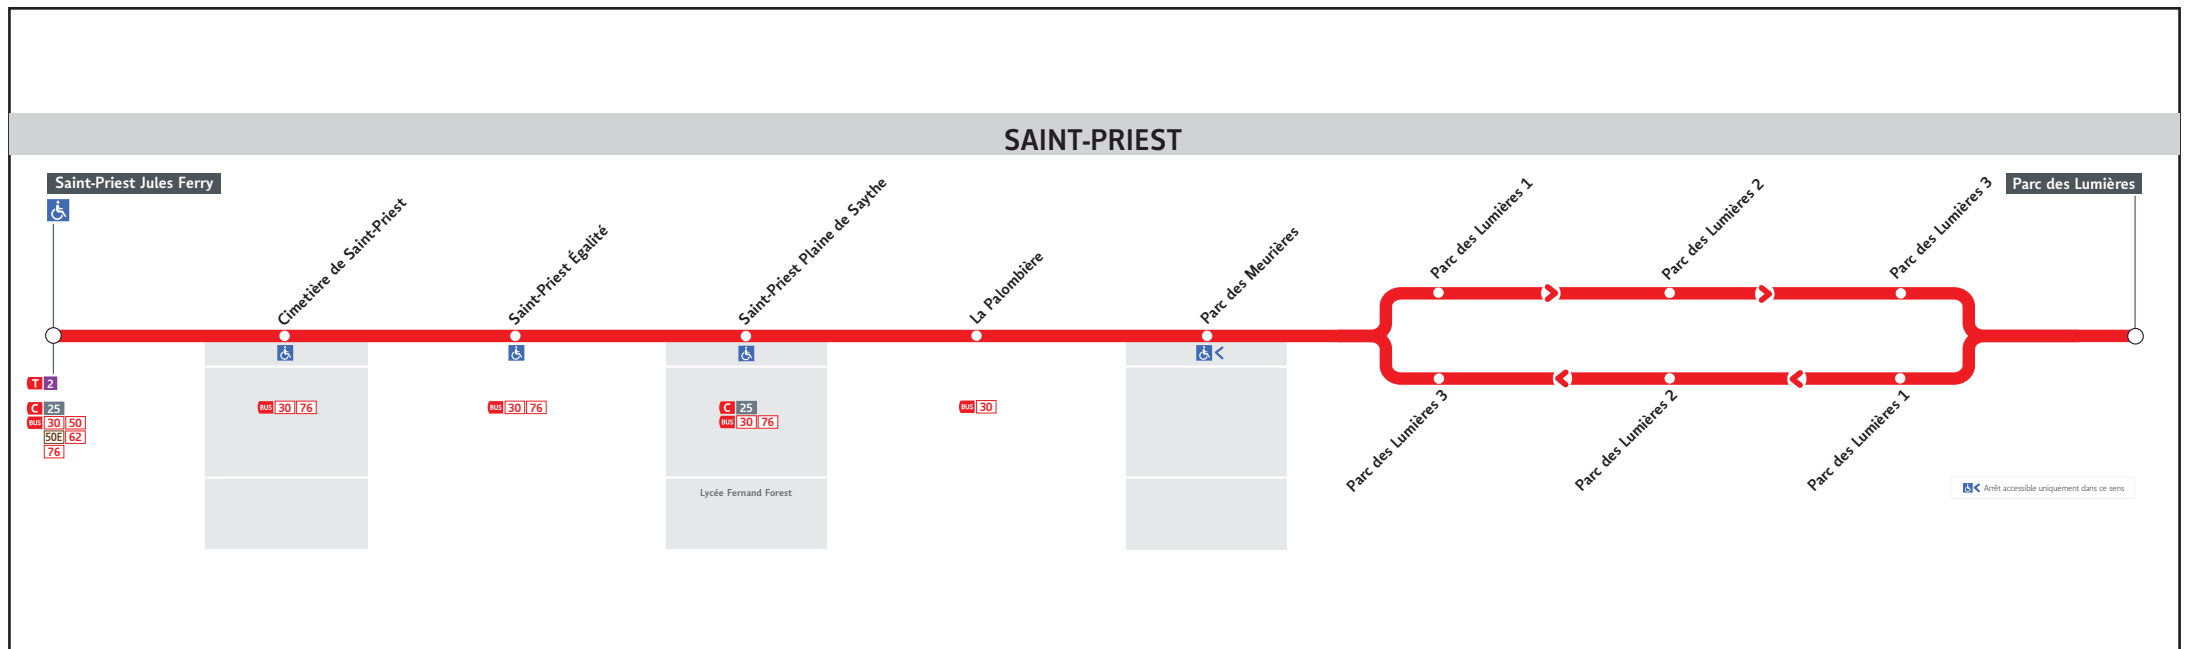 SAINT-PRIEST
Saint-Priest Jules Ferry
Cimetière de Saint-Priest
Saint-Priest Égalité
Saint-Priest Plaine de Saythe
La Palombière
Parc des Meurières
Parc des Lumières 1
Parc des Lumières 2
Parc des Lumières 3
Parc des Lumières
T 2
C 25
BUS 30 50
50E 62
76
BUS 30 76
BUS 30 76
C 25
BUS 30 76
BUS 30
Parc des Lumières 3
Parc des Lumières 2
Parc des Lumières 1
Lycée Fernand Forest
Arrêt accessible uniquement dans ce sens